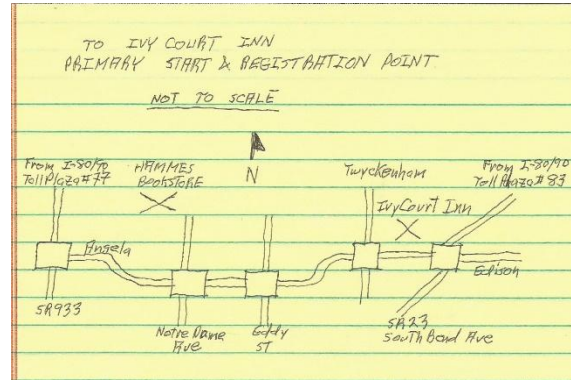 TO IVY COURT INN
PRIMARY START & REGISTRATION POINT
NOT TO SCALE
N
From I-80/90
Toll Plaza #77
HAMMES
BOOKSTORE
Twyckenham
From I-80/90
Toll Plaza #83
Ivy Court Inn
Angela
Edison
SR933
Notre Dame
Ave
Eddy
ST
SR23
South Bend Ave